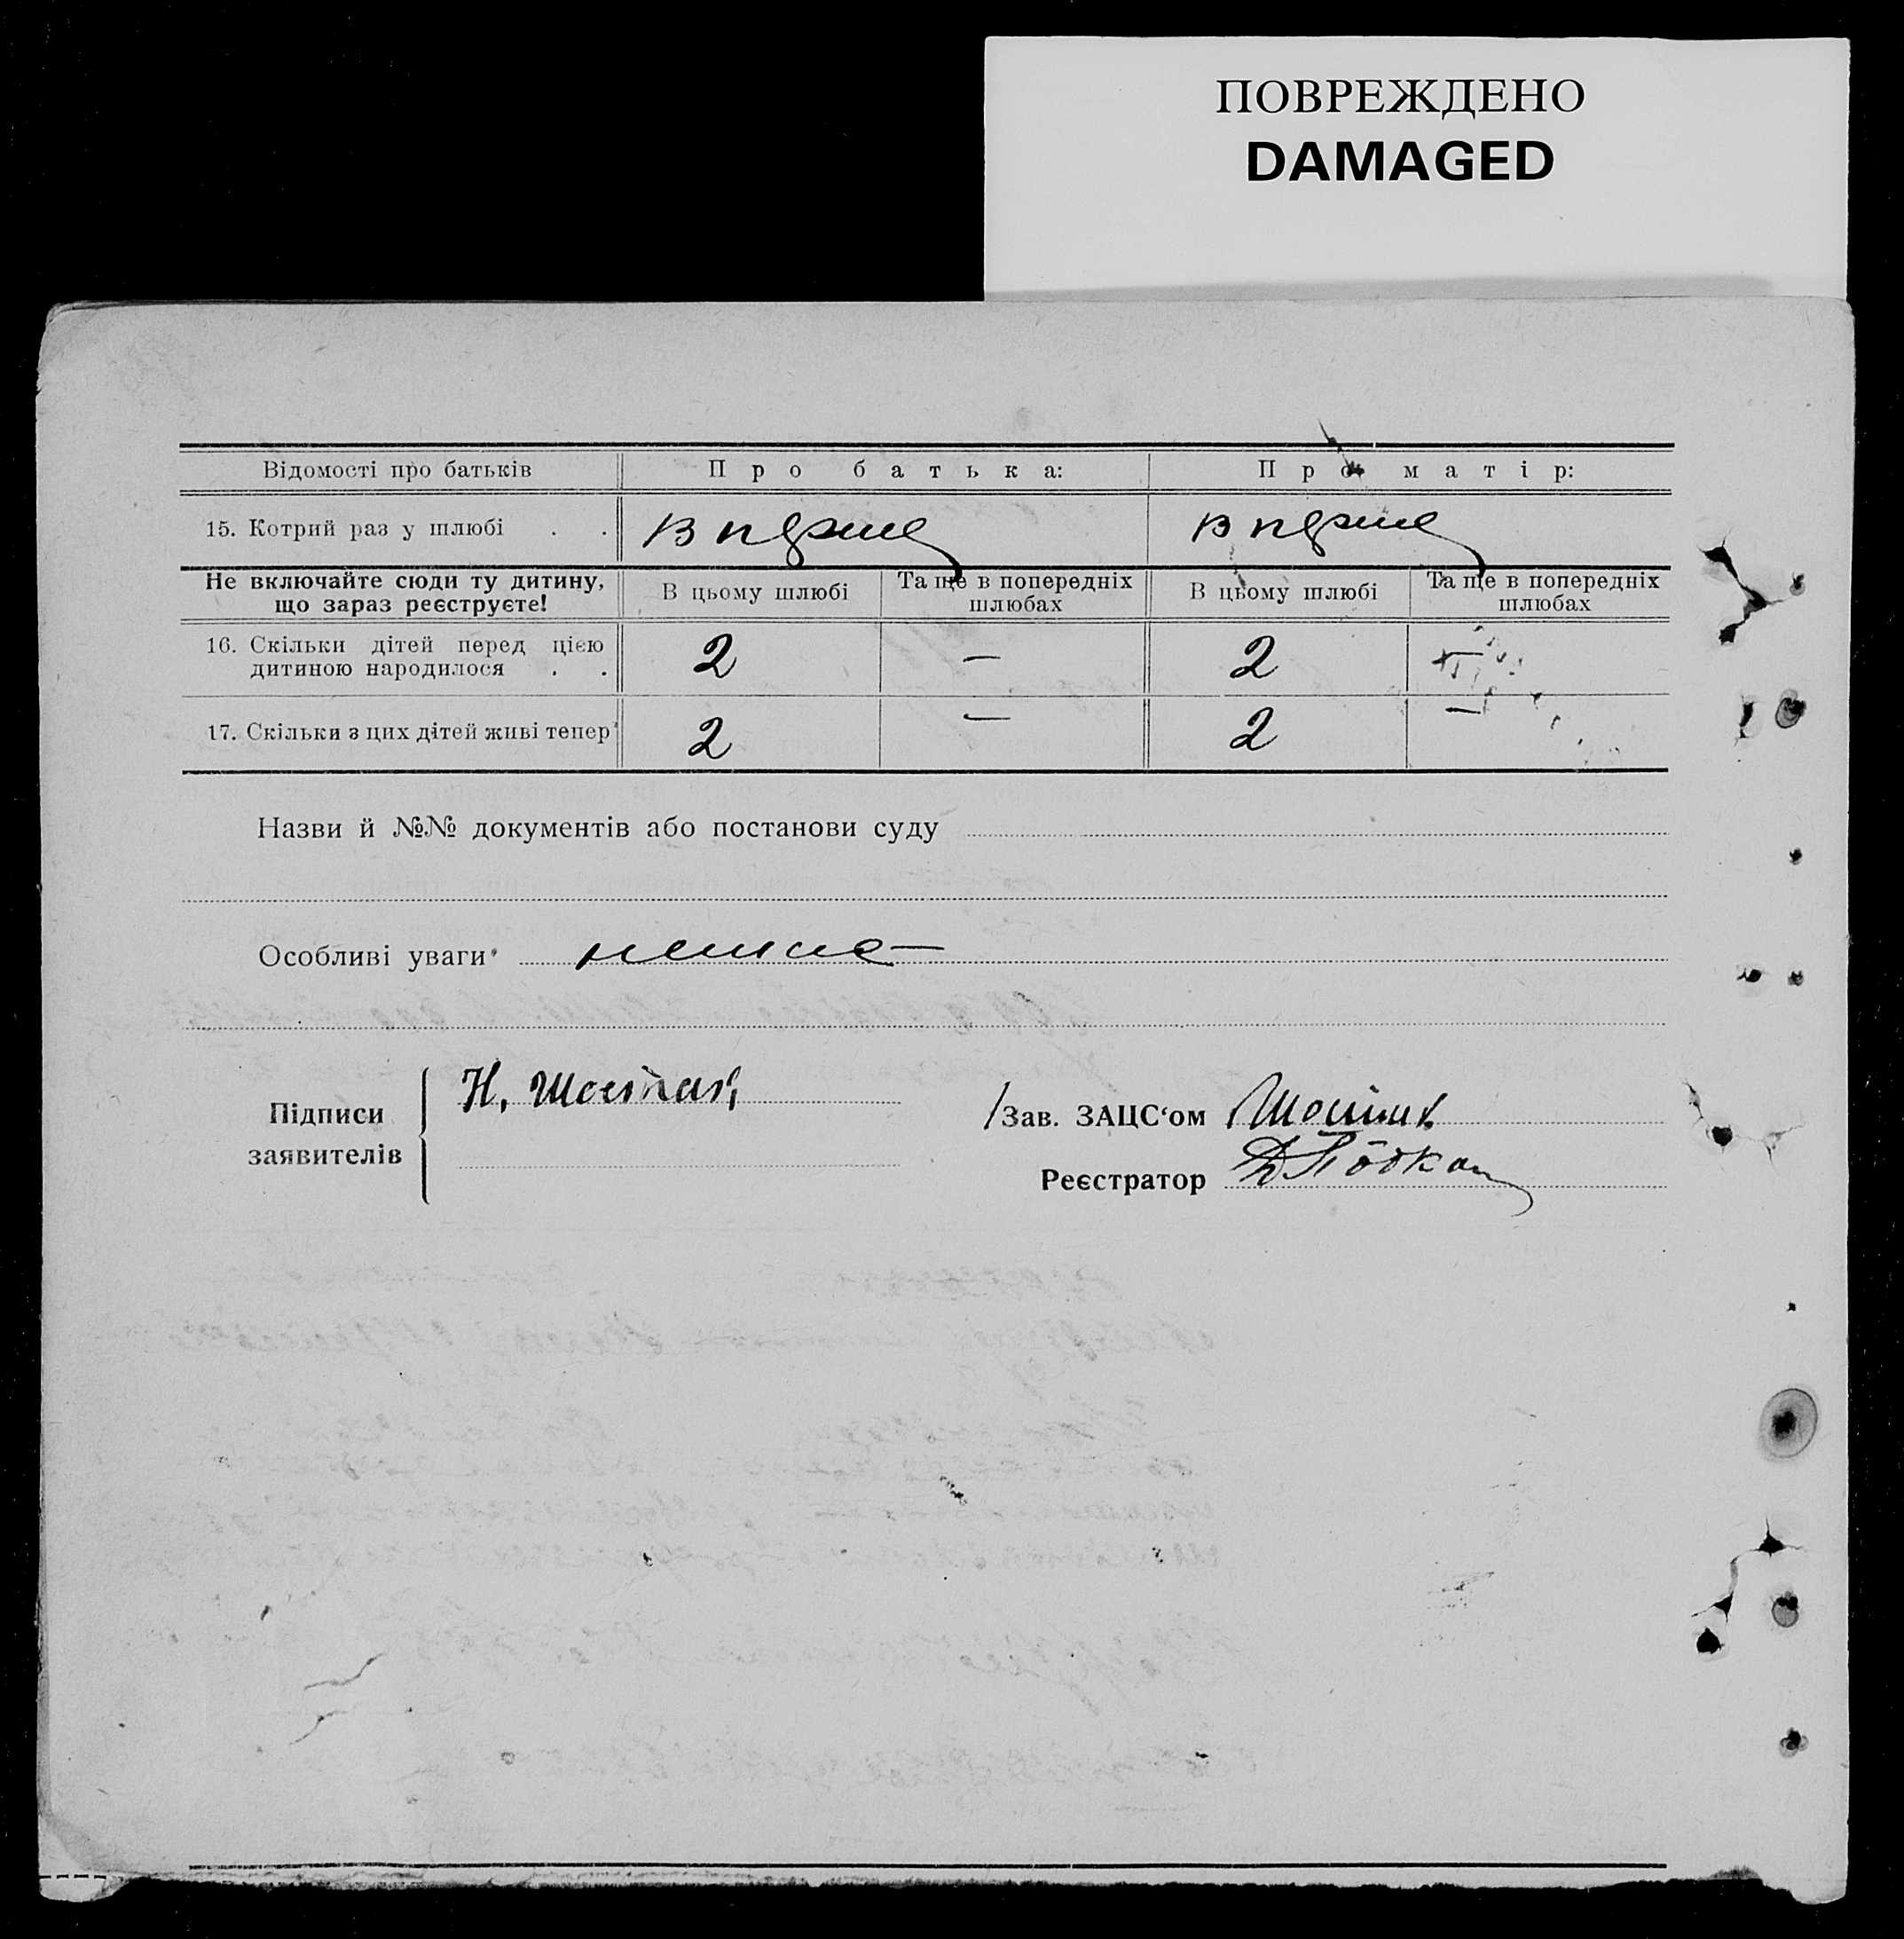 ПОВРЕЖДЕНО
DAMAGED
Відомості про батьків
Про батька:
Про матір:
15. Котрий раз у шлюбі . .
в перше
в перше
Не включайте сюди ту дитину, що зараз реєструєте!
В цьому шлюбі
Та ще в попередніх шлюбах
В цьому шлюбі
Та ще в попередніх шлюбах
16. Скільки дітей перед цією дитиною народилося . .
2
—
2
—
17. Скільки з цих дітей живі тепер
2
—
2
—
Назви й №№ документів або постанови суду
Особливі уваги
немає —
Підписи заявителів
Н.
/Зав. ЗАЦС‘ом
Реєстратор